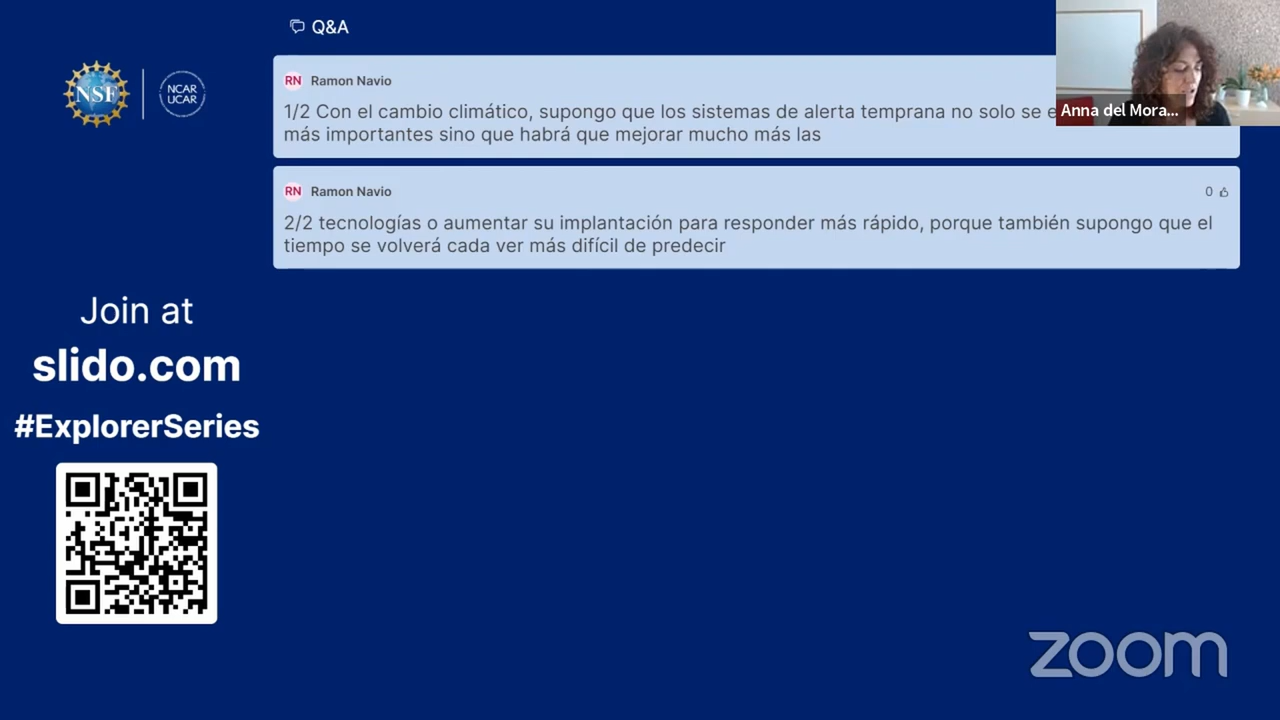 Q&A
NSF
NCAR
UCAR
RN Ramon Navio
1/2 Con el cambio climático, supongo que los sistemas de alerta temprana no solo se
más importantes sino que habrá que mejorar mucho más las
Anna del Mora...
RN Ramon Navio
0
2/2 tecnologías o aumentar su implantación para responder más rápido, porque también supongo que el
tiempo se volverá cada ver más difícil de predecir
Join at
slido.com
#ExplorerSeries
zoom